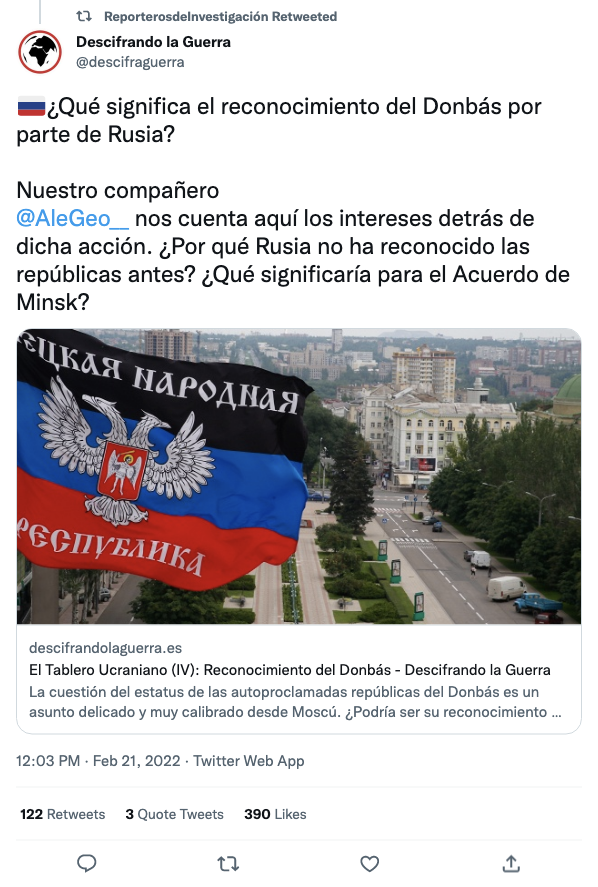 ReporterosdeInvestigación Retweeted
Descifrando la Guerra
@descifraguerra
¿Qué significa el reconocimiento del Donbás por
parte de Rusia?
Nuestro compañero
@AleGeo__ nos cuenta aquí los intereses detrás de
dicha acción. ¿Por qué Rusia no ha reconocido las
repúblicas antes? ¿Qué significaría para el Acuerdo de
Minsk?
ЕЦКАЯ НАРОДНАЯ
РЕСПУБЛИКА
descifrandolaguerra.es
El Tablero Ucraniano (IV): Reconocimiento del Donbás - Descifrando la Guerra
La cuestión del estatus de las autoproclamadas repúblicas del Donbás es un
asunto delicado y muy calibrado desde Moscú. ¿Podría ser su reconocimiento ...
12:03 PM · Feb 21, 2022 · Twitter Web App
122 Retweets 3 Quote Tweets 390 Likes